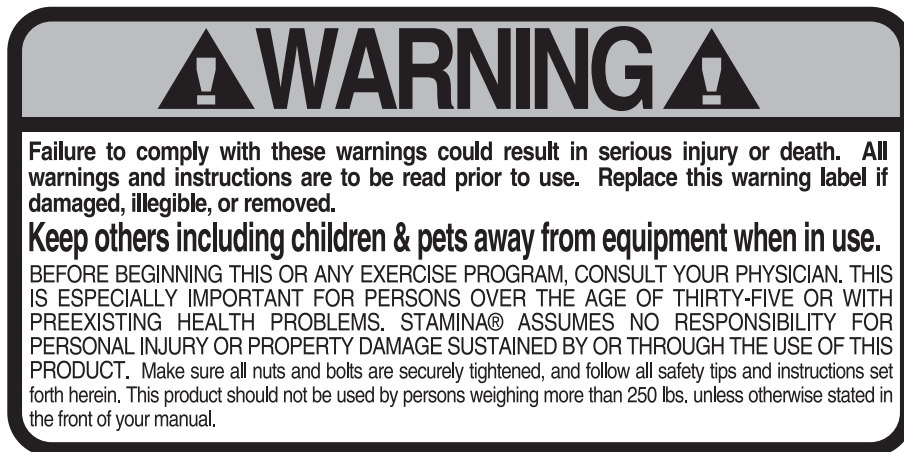 WARNING
Failure to comply with these warnings could result in serious injury or death. All
warnings and instructions are to be read prior to use. Replace this warning label if
damaged, illegible, or removed.
Keep others including children & pets away from equipment when in use.
BEFORE BEGINNING THIS OR ANY EXERCISE PROGRAM, CONSULT YOUR PHYSICIAN. THIS
IS ESPECIALLY IMPORTANT FOR PERSONS OVER THE AGE OF THIRTY-FIVE OR WITH
PREEXISTING HEALTH PROBLEMS. STAMINA® ASSUMES NO RESPONSIBILITY FOR
PERSONAL INJURY OR PROPERTY DAMAGE SUSTAINED BY OR THROUGH THE USE OF THIS
PRODUCT. Make sure all nuts and bolts are securely tightened, and follow all safety tips and instructions set
forth herein. This product should not be used by persons weighing more than 250 lbs. unless otherwise stated in
the front of your manual.